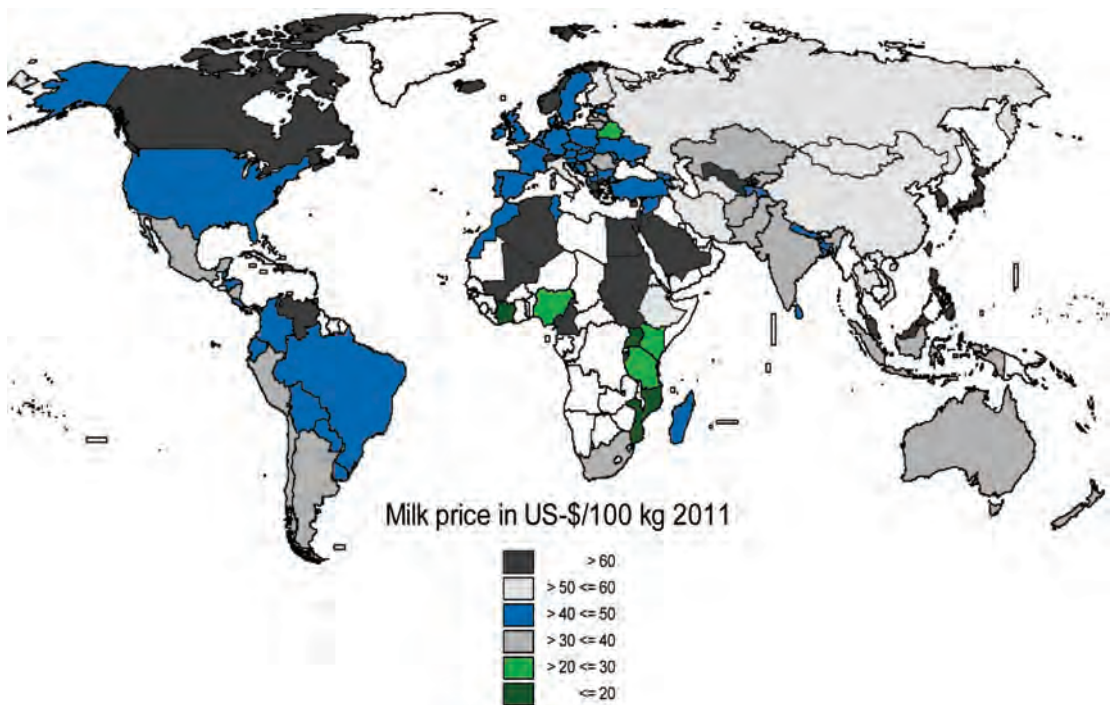 Milk price in US-$/100 kg 2011
> 60
> 50 <= 60
> 40 <= 50
> 30 <= 40
> 20 <= 30
<= 20